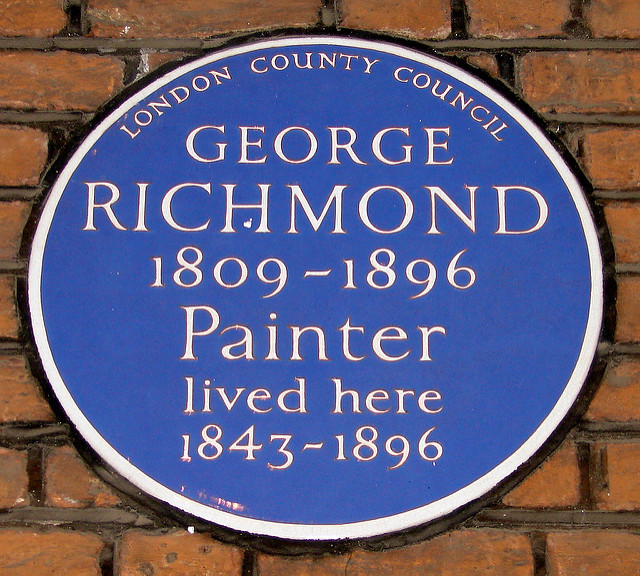 LONDON COUNTY COUNCIL
GEORGE
RICHMOND
1809-1896
Painter
lived here
1843-1896